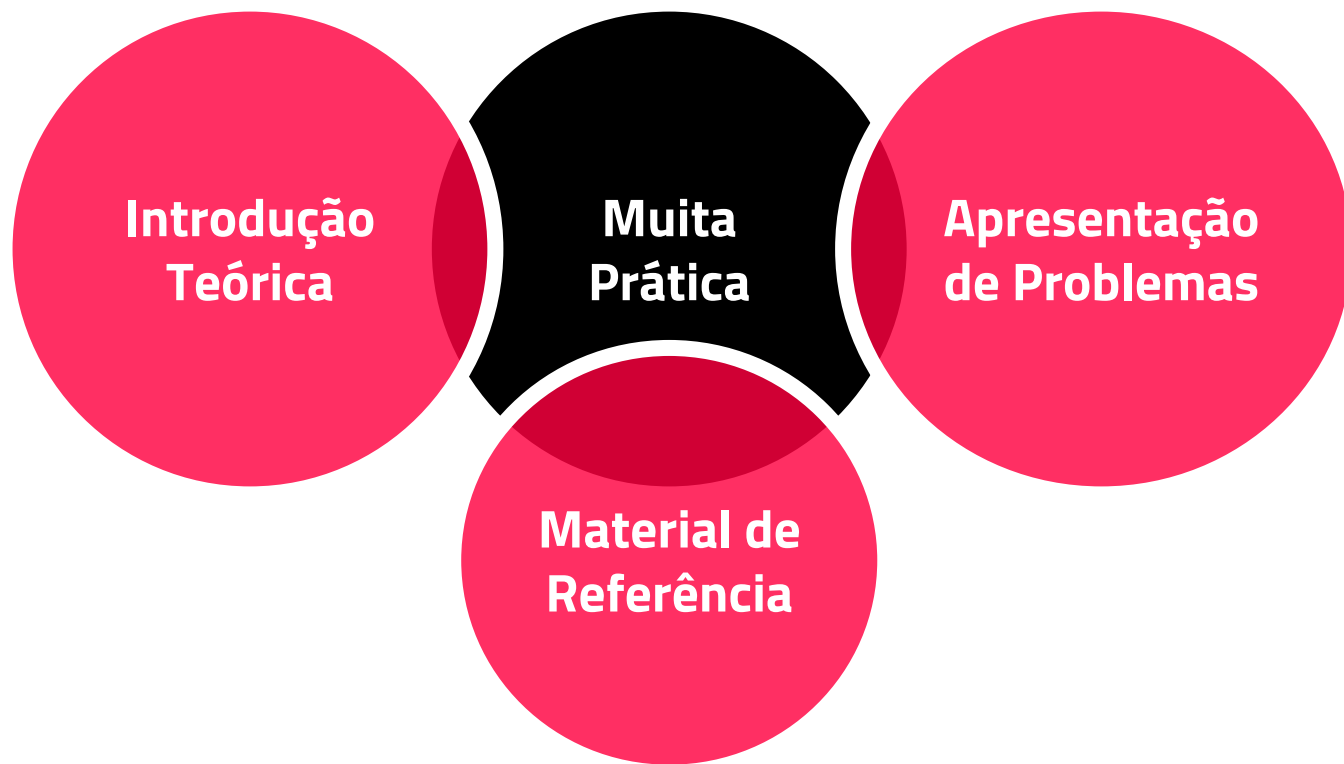 Introdução
Teórica
Muita
Prática
Apresentação
de Problemas
Material de
Referência